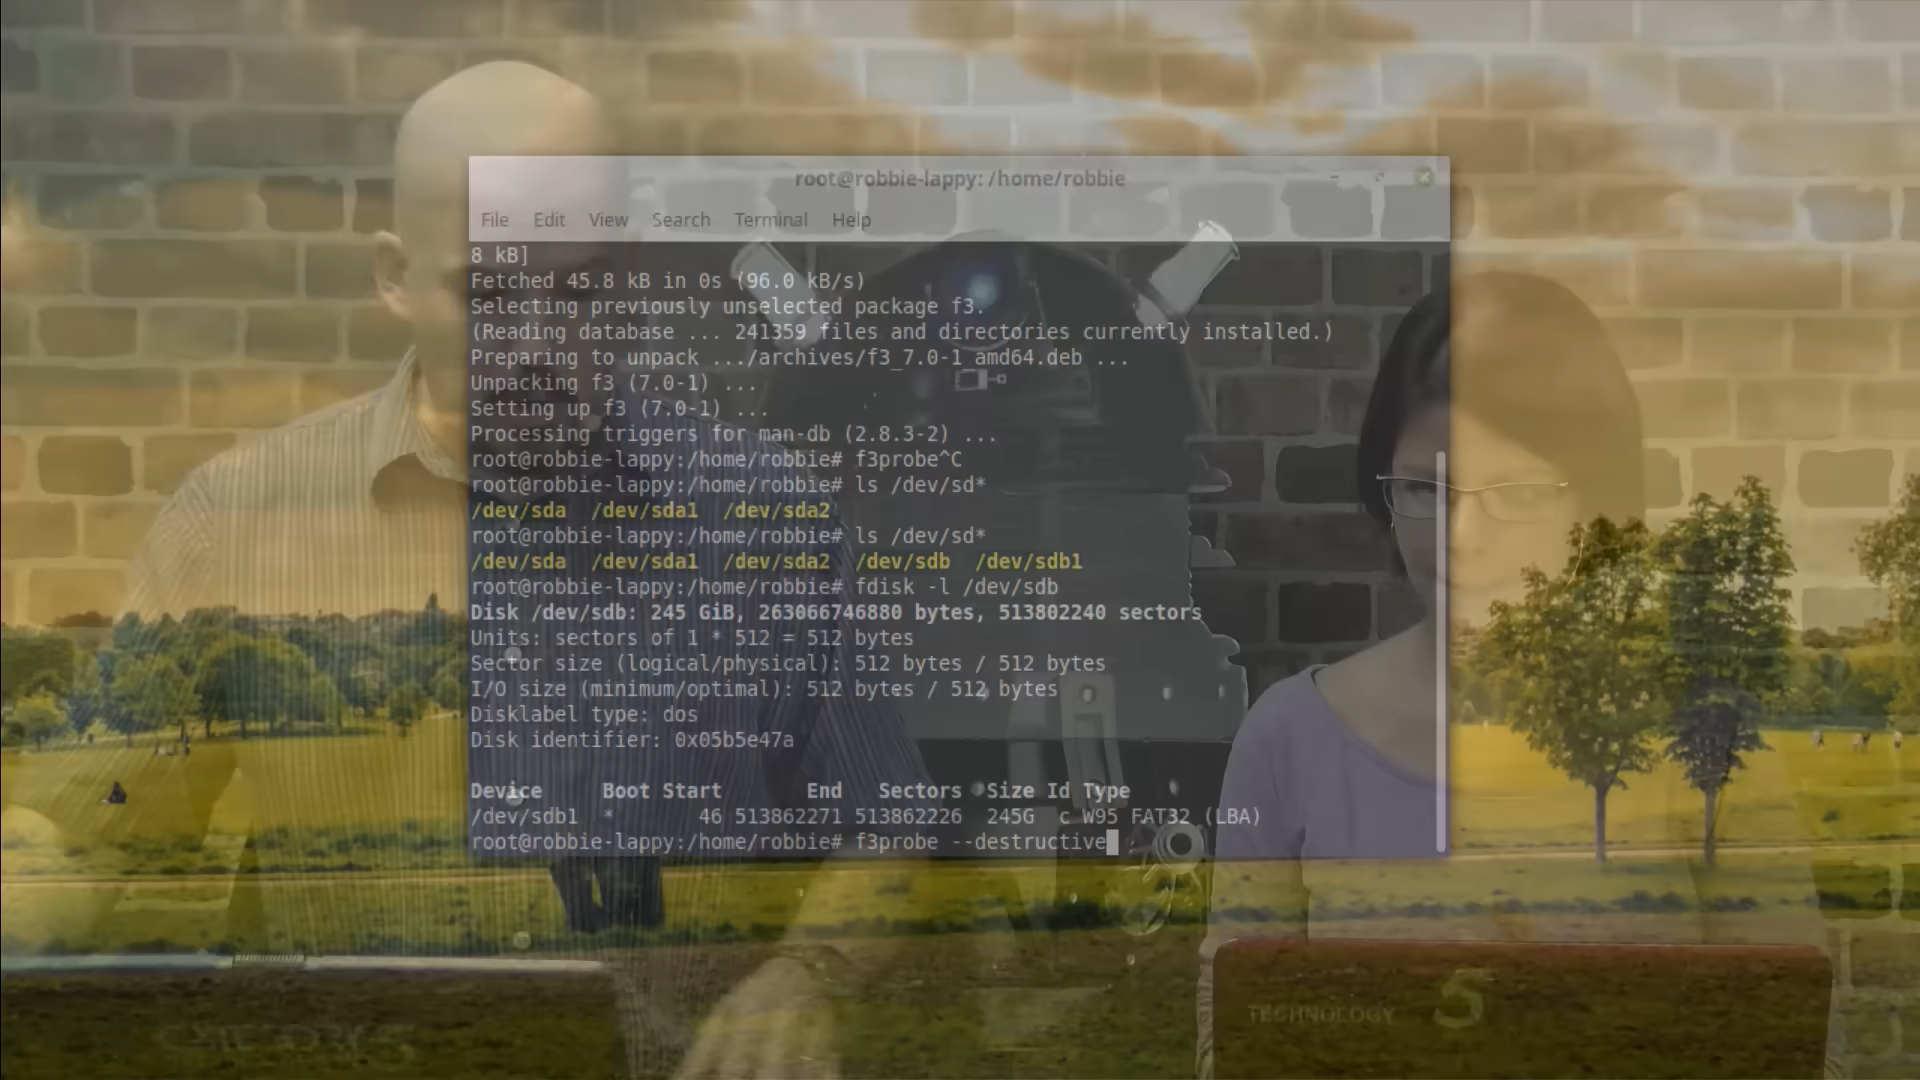 root@robbie-lappy: /home/robbie
File Edit View Search Terminal Help
8 kB]
Fetched 45.8 kB in 0s (96.0 kB/s)
Selecting previously unselected package f3.
(Reading database ... 241359 files and directories currently installed.)
Preparing to unpack .../archives/f3_7.0-1_amd64.deb ...
Unpacking f3 (7.0-1) ...
Setting up f3 (7.0-1) ...
Processing triggers for man-db (2.8.3-2) ...
root@robbie-lappy:/home/robbie# f3probe^C
root@robbie-lappy:/home/robbie# ls /dev/sd*
/dev/sda /dev/sda1 /dev/sda2
root@robbie-lappy:/home/robbie# ls /dev/sd*
/dev/sda /dev/sda1 /dev/sda2 /dev/sdb /dev/sdb1
root@robbie-lappy:/home/robbie# fdisk -l /dev/sdb
Disk /dev/sdb: 245 GiB, 263066746880 bytes, 513802240 sectors
Units: sectors of 1 * 512 = 512 bytes
Sector size (logical/physical): 512 bytes / 512 bytes
I/O size (minimum/optimal): 512 bytes / 512 bytes
Disklabel type: dos
Disk identifier: 0x05b5e47a
Device Boot Start End Sectors Size Id Type
/dev/sdb1 * 46 513862271 513862226 245G c W95 FAT32 (LBA)
root@robbie-lappy:/home/robbie# f3probe --destructive
TECHNOLOGY 5